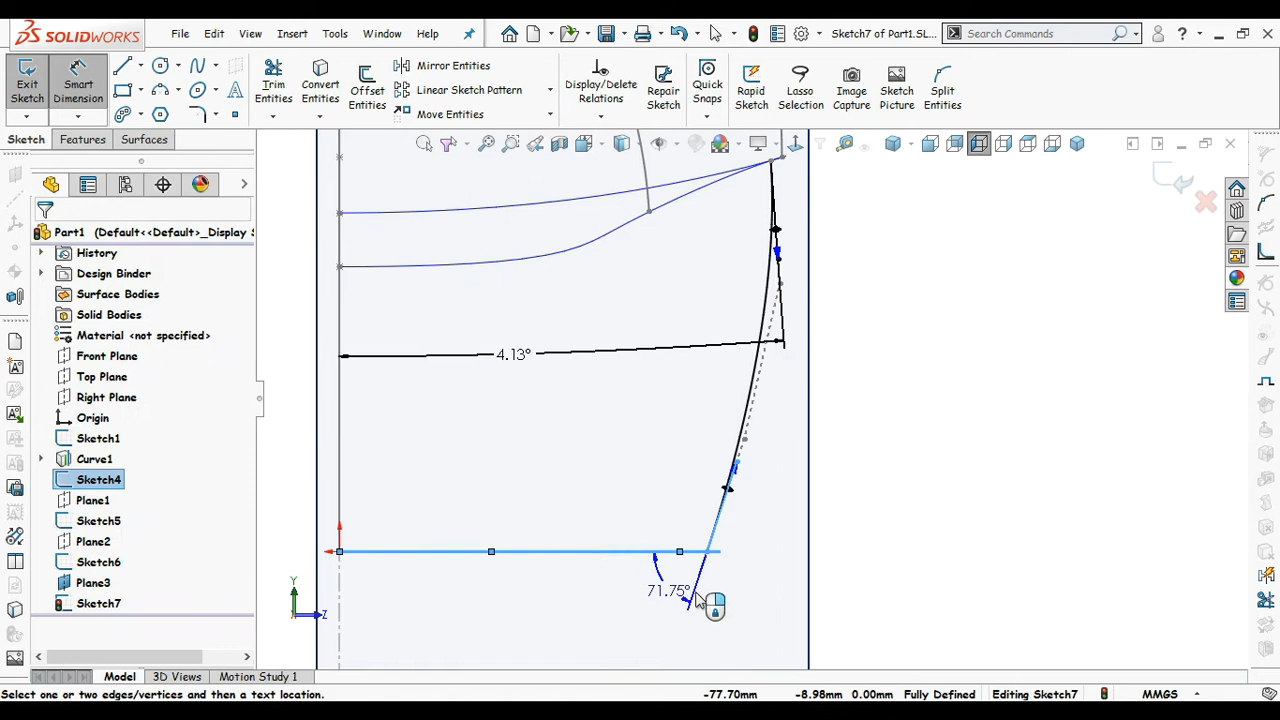 3S SOLIDWORKS File Edit View Insert Tools Window Help Sketch7 of Part1.SL... Search Commands ?
Exit Sketch
Smart Dimension
Trim Entities
Convert Entities
Offset Entities
Mirror Entities
Linear Sketch Pattern
Move Entities
Display/Delete Relations
Repair Sketch
Quick Snaps
Rapid Sketch
Lasso Selection
Image Capture
Sketch Picture
Split Entities
Sketch Features Surfaces
Part1 (Default<<Default>_Display
History
Design Binder
Surface Bodies
Solid Bodies
Material <not specified>
Front Plane
Top Plane
Right Plane
Origin
Sketch1
Curve1
Sketch4
Plane1
Sketch5
Plane2
Sketch6
Plane3
Sketch7
4.13°
71.75°
Y
Z
Model 3D Views Motion Study 1
Select one or two edges/vertices and then a text location. -77.70mm -8.98mm 0.00mm Fully Defined Editing Sketch7 MMGS